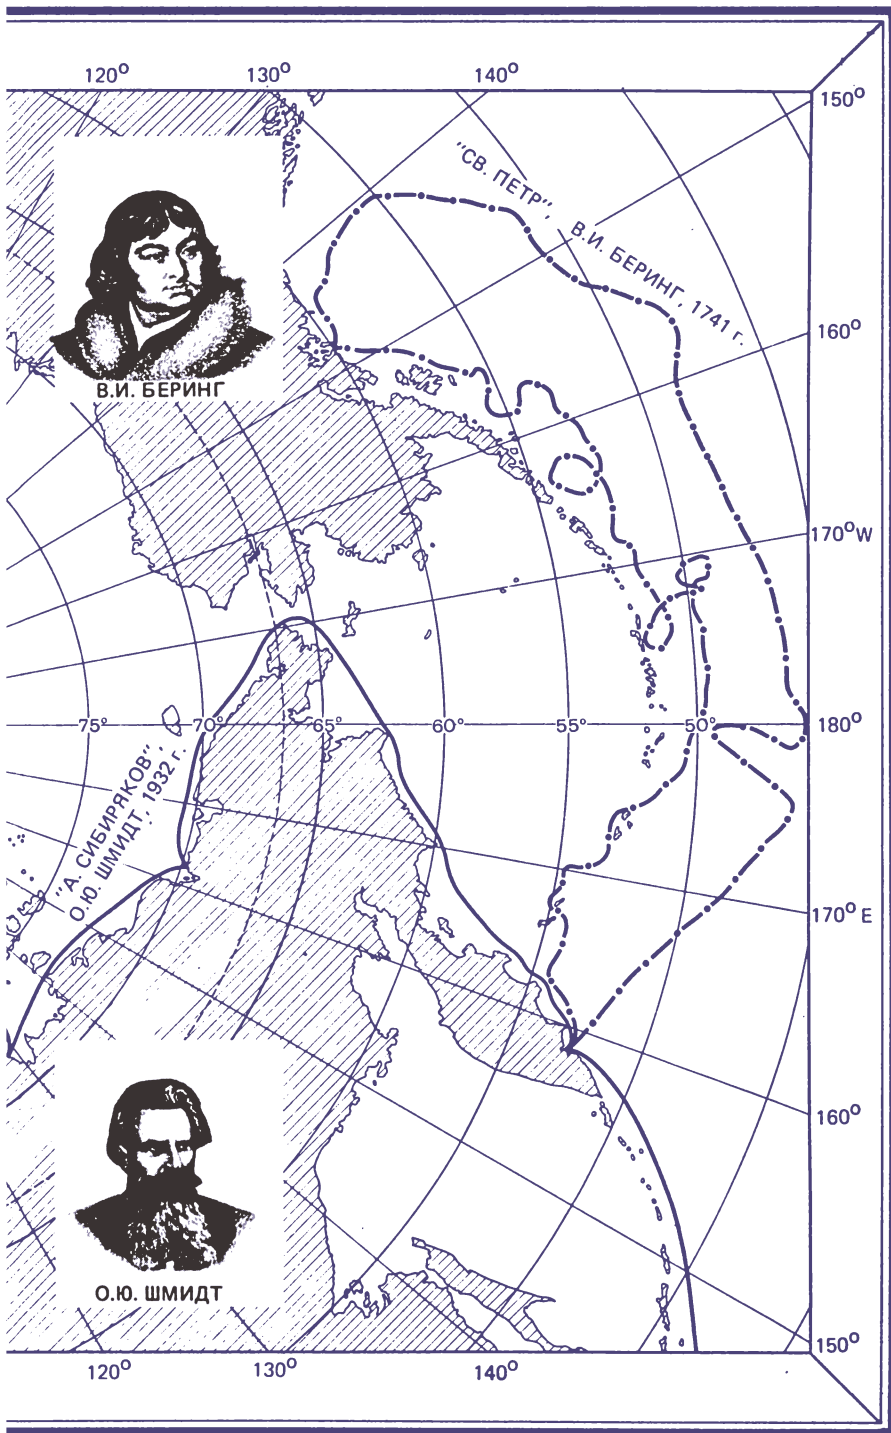 120° 130° 140°
150°
"СВ. ПЕТР",
В.И. БЕРИНГ, 1741 г.
160°
В.И. БЕРИНГ
170°W
75° 70° 65° 60° 55° 50° 180°
"А. СИБИРЯКОВ",
О.Ю. ШМИДТ, 1932 г.
170° E
160°
О.Ю. ШМИДТ
150°
120° 130° 140°